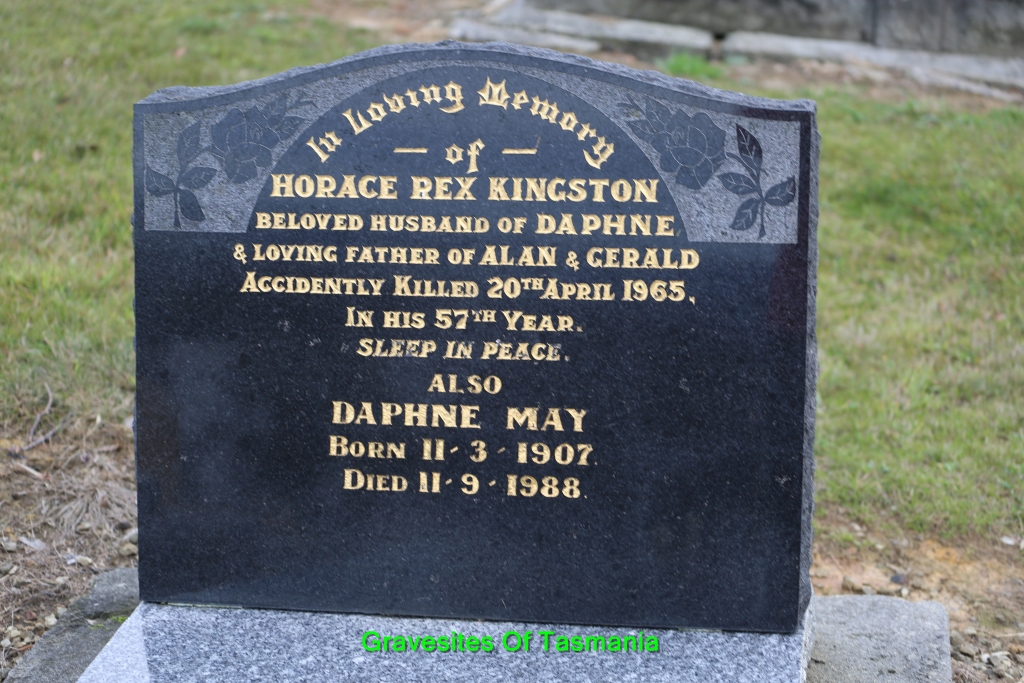 In Loving Memory
— of —
HORACE REX KINGSTON
BELOVED HUSBAND OF DAPHNE
& LOVING FATHER OF ALAN & GERALD
ACCIDENTLY KILLED 20TH APRIL 1965.
IN HIS 57TH YEAR.
SLEEP IN PEACE.
ALSO
DAPHNE MAY
BORN 11-3-1907.
DIED 11-9-1988.
Gravesites Of Tasmania